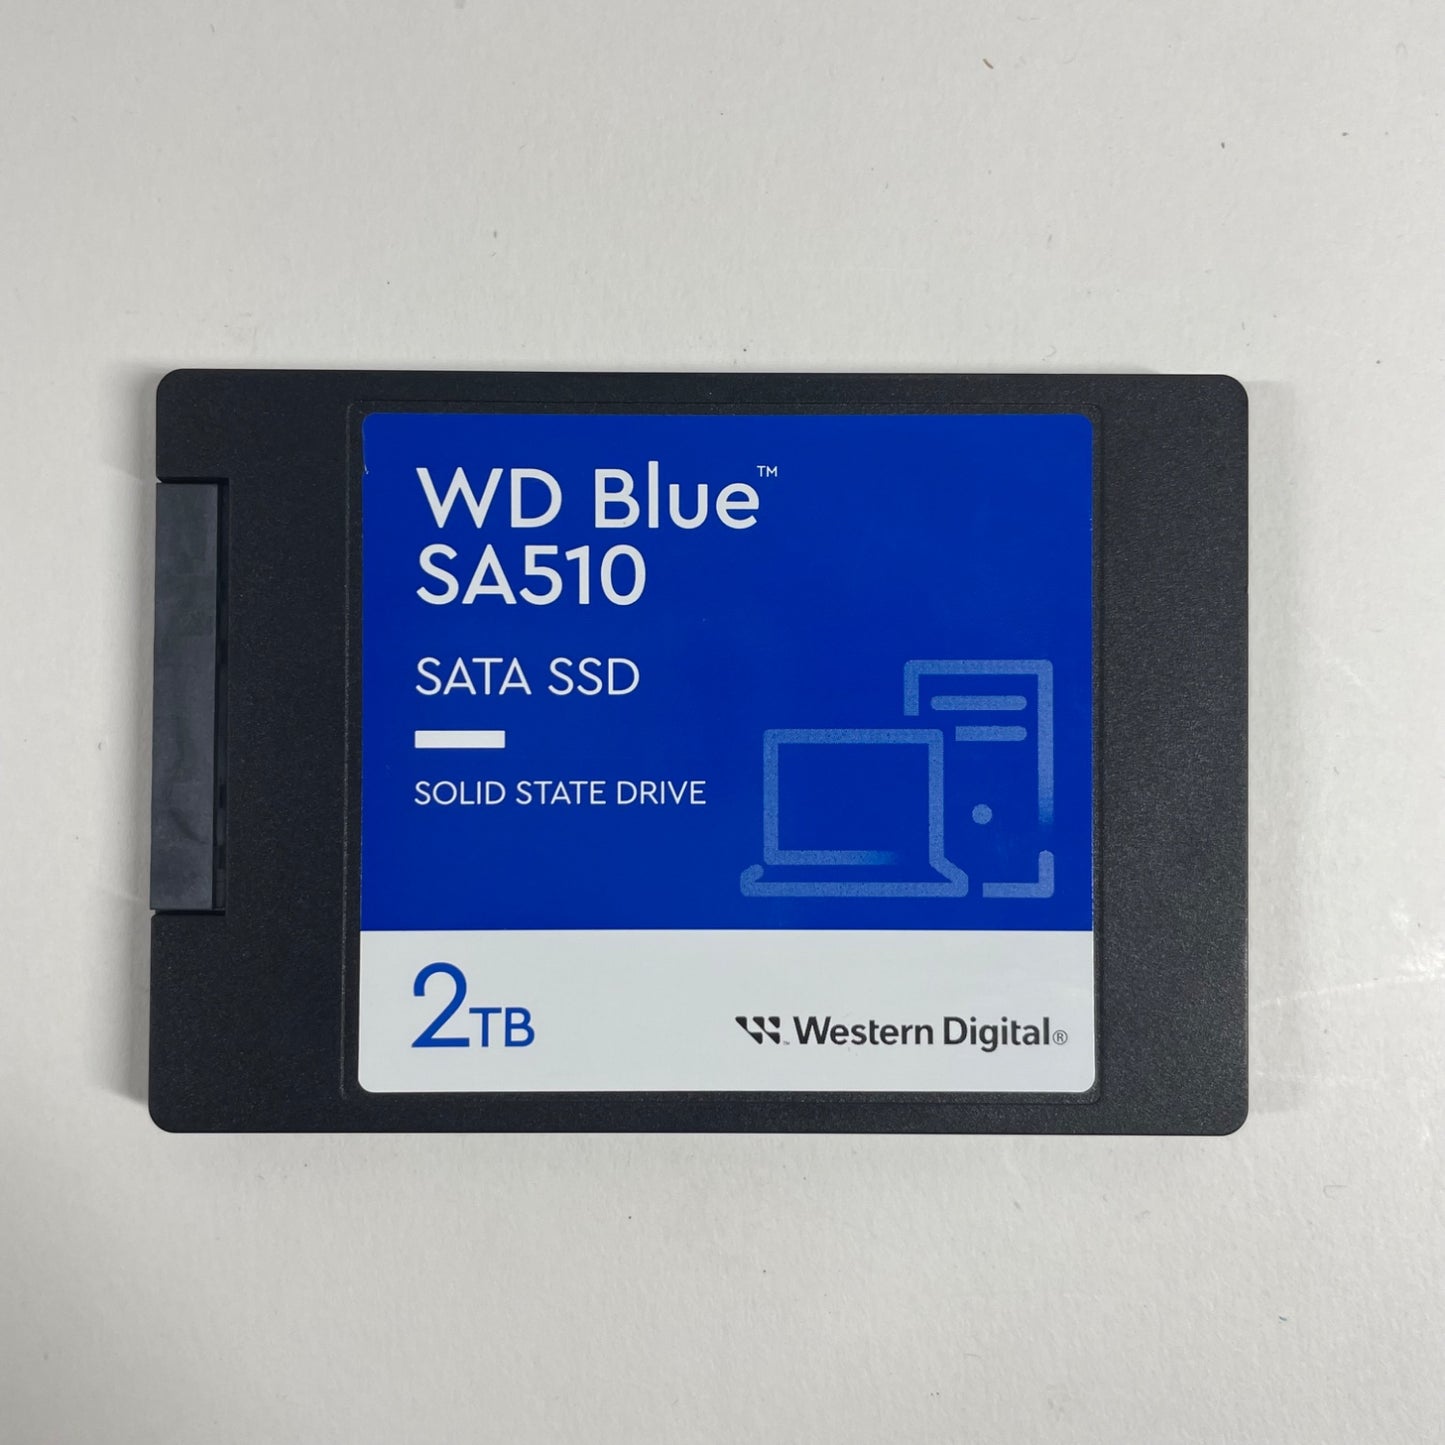 WD Blue™
SA510
SATA SSD
SOLID STATE DRIVE
2TB
Western Digital®